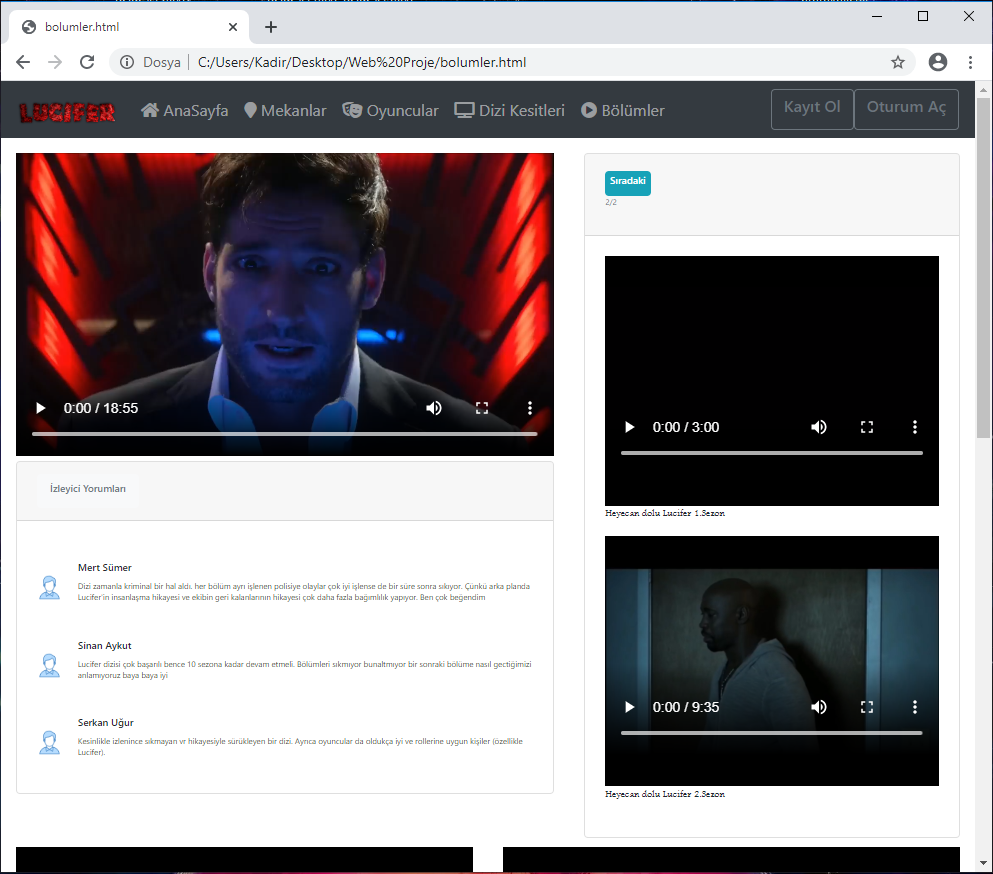 bolumler.html
Dosya C:/Users/Kadir/Desktop/Web%20Proje/bolumler.html
LUCIFER AnaSayfa Mekanlar Oyuncular Dizi Kesitleri Bölümler Kayıt Ol Oturum Aç
0:00 / 18:55
İzleyici Yorumları
Mert Sümer
Dizi zamanla kriminal bir hal aldı. her bölüm ayrı işlenen polisiye olaylar çok iyi işlense de bir süre sonra sıkıyor. Çünkü arka planda
Lucifer'in insanlaşma hikayesi ve ekibin geri kalanlarının hikayesi çok daha fazla bağımlılık yapıyor. Ben çok beğendim
Sinan Aykut
Lucifer dizisi çok başarılı bence 10 sezona kadar devam etmeli. Bölümleri sıkmıyor bunaltmıyor bir sonraki bölüme nasıl gectiğimizi
anlamıyoruz baya baya iyi
Serkan Uğur
Kesinlikle izlenince sıkmayan vr hikayesiyle sürükleyen bir dizi. Ayrıca oyuncular da oldukça iyi ve rollerine uygun kişiler (özellikle
Lucifer).
Sıradaki
2/2
0:00 / 3:00
Heyecan dolu Lucifer 1.Sezon
0:00 / 9:35
Heyecan dolu Lucifer 2.Sezon